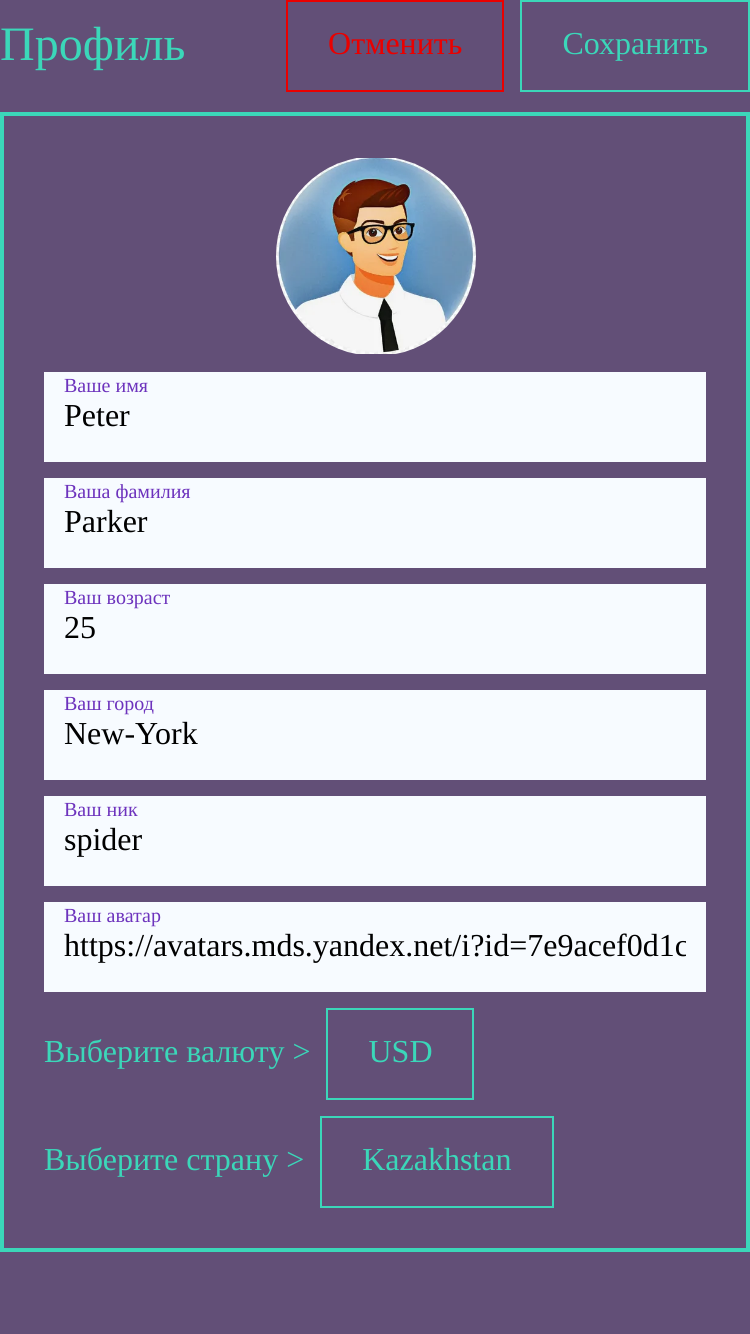 Профиль
Отменить
Сохранить
Ваше имя
Peter
Ваша фамилия
Parker
Ваш возраст
25
Ваш город
New-York
Ваш ник
spider
Ваш аватар
https://avatars.mds.yandex.net/i?id=7e9acef0d1c
Выберите валюту >
USD
Выберите страну >
Kazakhstan